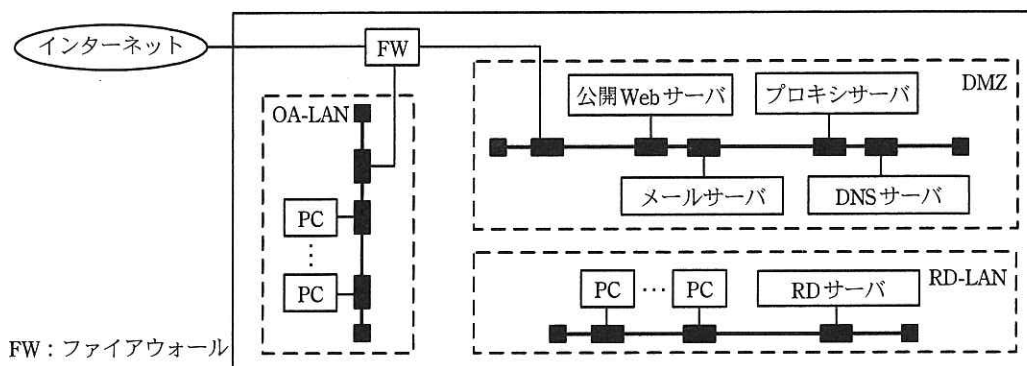 インターネット
FW
DMZ
公開Webサーバ
プロキシサーバ
OA-LAN
メールサーバ
DNSサーバ
PC
PC
RD-LAN
PC … PC
RDサーバ
FW：ファイアウォール